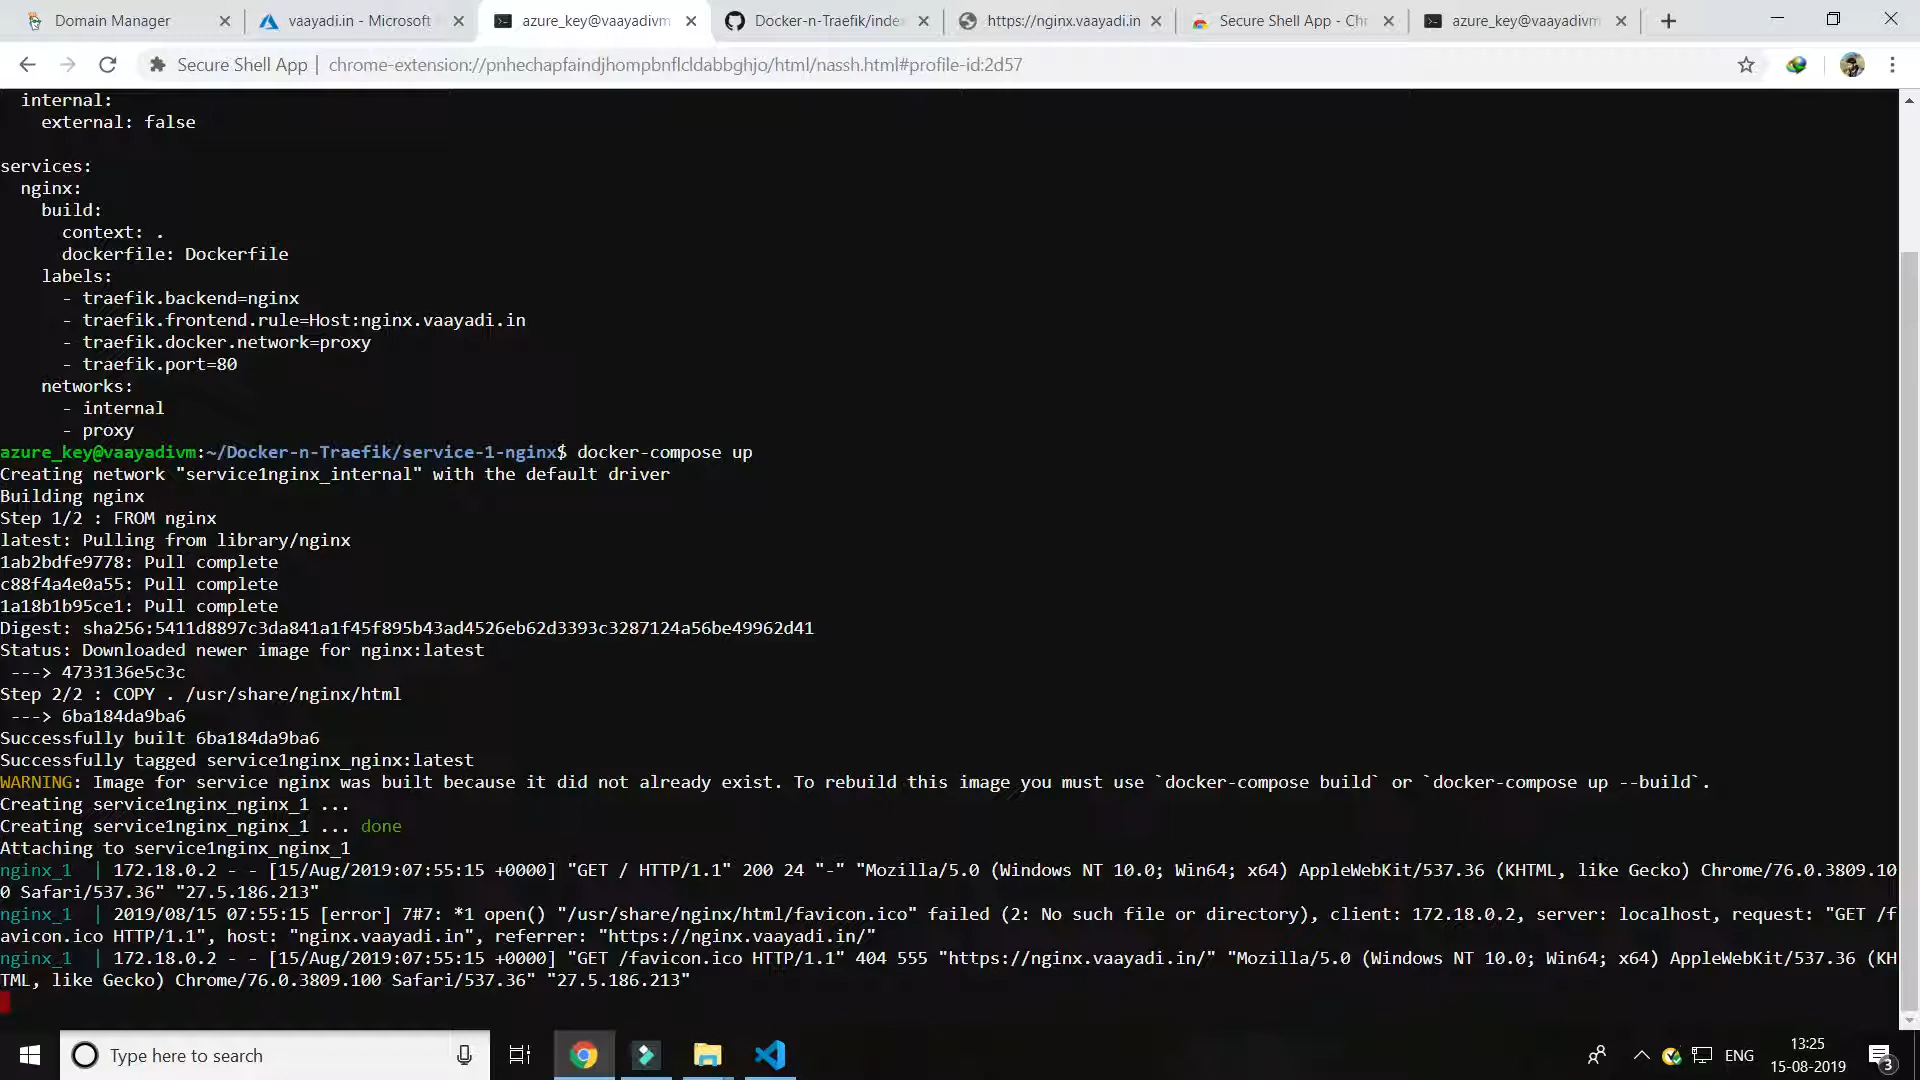 Domain Manager
vaayadi.in - Microsoft
azure_key@vaayadivm
Docker-n-Traefik/inde
https://nginx.vaayadi.in
Secure Shell App - Chr
azure_key@vaayadivm
Secure Shell App | chrome-extension://pnhechapfaindjhompbnflcldabbghjo/html/nassh.html#profile-id:2d57
internal:
external: false
services:
nginx:
build:
context: .
dockerfile: Dockerfile
labels:
- traefik.backend=nginx
- traefik.frontend.rule=Host:nginx.vaayadi.in
- traefik.docker.network=proxy
- traefik.port=80
networks:
- internal
- proxy
azure_key@vaayadivm:~/Docker-n-Traefik/service-1-nginx$ docker-compose up
Creating network "service1nginx_internal" with the default driver
Building nginx
Step 1/2 : FROM nginx
latest: Pulling from library/nginx
1ab2bdfe9778: Pull complete
c88f4a4e0a55: Pull complete
1a18b1b95ce1: Pull complete
Digest: sha256:5411d8897c3da841a1f45f895b43ad4526eb62d3393c3287124a56be49962d41
Status: Downloaded newer image for nginx:latest
---> 4733136e5c3c
Step 2/2 : COPY . /usr/share/nginx/html
---> 6ba184da9ba6
Successfully built 6ba184da9ba6
Successfully tagged service1nginx_nginx:latest
WARNING: Image for service nginx was built because it did not already exist. To rebuild this image you must use `docker-compose build` or `docker-compose up --build`.
Creating service1nginx_nginx_1 ...
Creating service1nginx_nginx_1 ... done
Attaching to service1nginx_nginx_1
nginx_1  | 172.18.0.2 - - [15/Aug/2019:07:55:15 +0000] "GET / HTTP/1.1" 200 24 "-" "Mozilla/5.0 (Windows NT 10.0; Win64; x64) AppleWebKit/537.36 (KHTML, like Gecko) Chrome/76.0.3809.10
0 Safari/537.36" "27.5.186.213"
nginx_1  | 2019/08/15 07:55:15 [error] 7#7: *1 open() "/usr/share/nginx/html/favicon.ico" failed (2: No such file or directory), client: 172.18.0.2, server: localhost, request: "GET /f
avicon.ico HTTP/1.1", host: "nginx.vaayadi.in", referrer: "https://nginx.vaayadi.in/"
nginx_1  | 172.18.0.2 - - [15/Aug/2019:07:55:15 +0000] "GET /favicon.ico HTTP/1.1" 404 555 "https://nginx.vaayadi.in/" "Mozilla/5.0 (Windows NT 10.0; Win64; x64) AppleWebKit/537.36 (KH
TML, like Gecko) Chrome/76.0.3809.100 Safari/537.36" "27.5.186.213"
Type here to search
ENG
13:25
15-08-2019
3